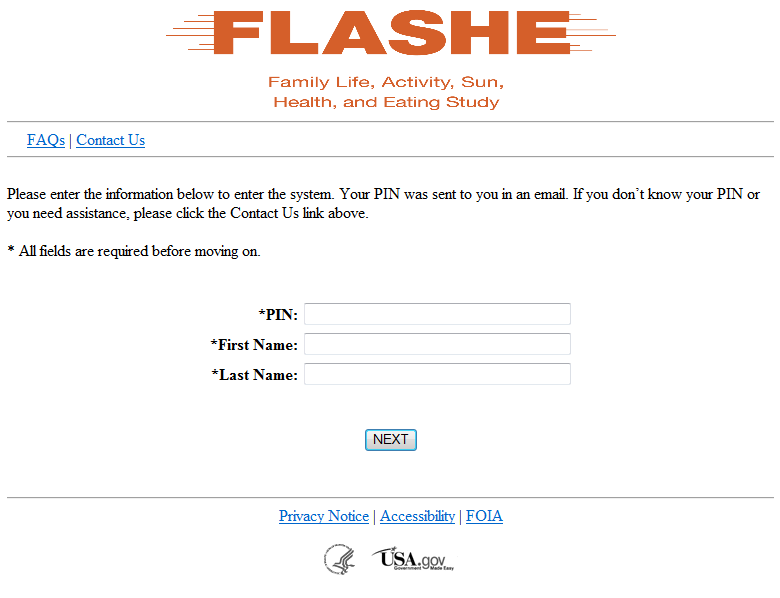 FLASHE
Family Life, Activity, Sun,
Health, and Eating Study
FAQs | Contact Us
Please enter the information below to enter the system. Your PIN was sent to you in an email. If you don’t know your PIN or
you need assistance, please click the Contact Us link above.
* All fields are required before moving on.
*PIN:
*First Name:
*Last Name:
NEXT
Privacy Notice | Accessibility | FOIA
USA.gov
Government Made Easy